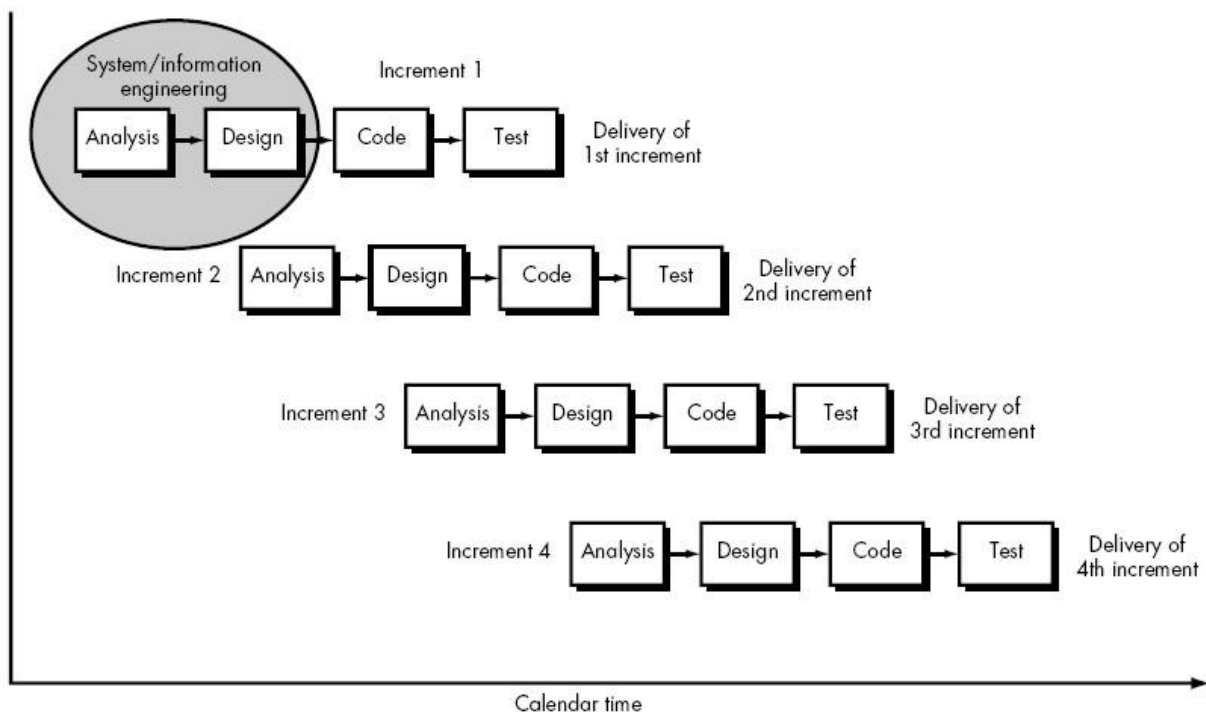 System/information
engineering
Increment 1
Analysis
Design
Code
Test
Delivery of
1st increment
Increment 2
Analysis
Design
Code
Test
Delivery of
2nd increment
Increment 3
Analysis
Design
Code
Test
Delivery of
3rd increment
Increment 4
Analysis
Design
Code
Test
Delivery of
4th increment
Calendar time